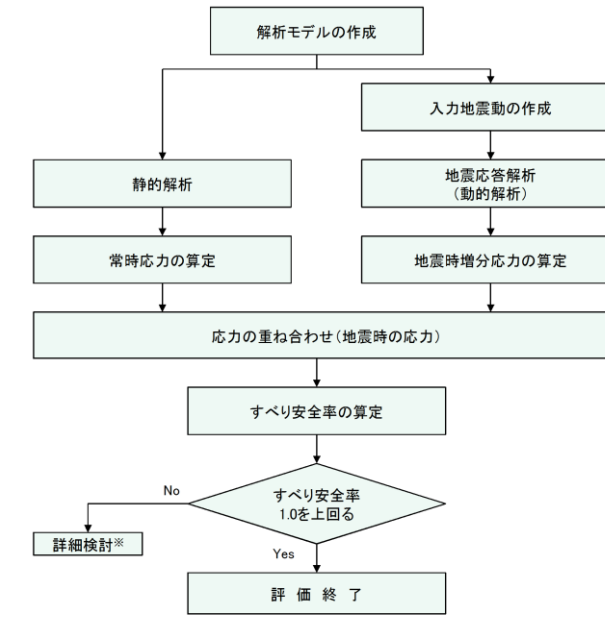 解析モデルの作成
入力地震動の作成
静的解析
地震応答解析
(動的解析)
常時応力の算定
地震時増分応力の算定
応力の重ね合わせ(地震時の応力)
すべり安全率の算定
すべり安全率
1.0を上回る
No
詳細検討※
Yes
評 価 終 了